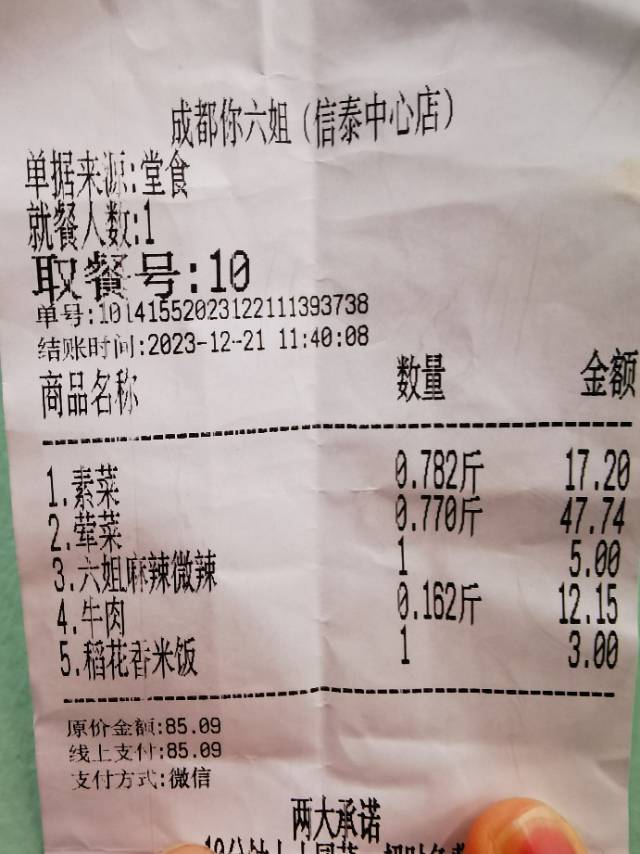 成都你六姐(信泰中心店)
单据来源:堂食
就餐人数:1
取餐号:10
单号:101415520231221113937​38
结账时间:2023-12-21 11:40:08
商品名称 数量 金额
1.素菜 0.782斤 17.20
2.荤菜 0.770斤 47.74
3.六姐麻辣微辣 1 5.00
4.牛肉 0.162斤 12.15
5.稻花香米饭 1 3.00
原价金额:85.09
线上支付:85.09
支付方式:微信
两大承诺